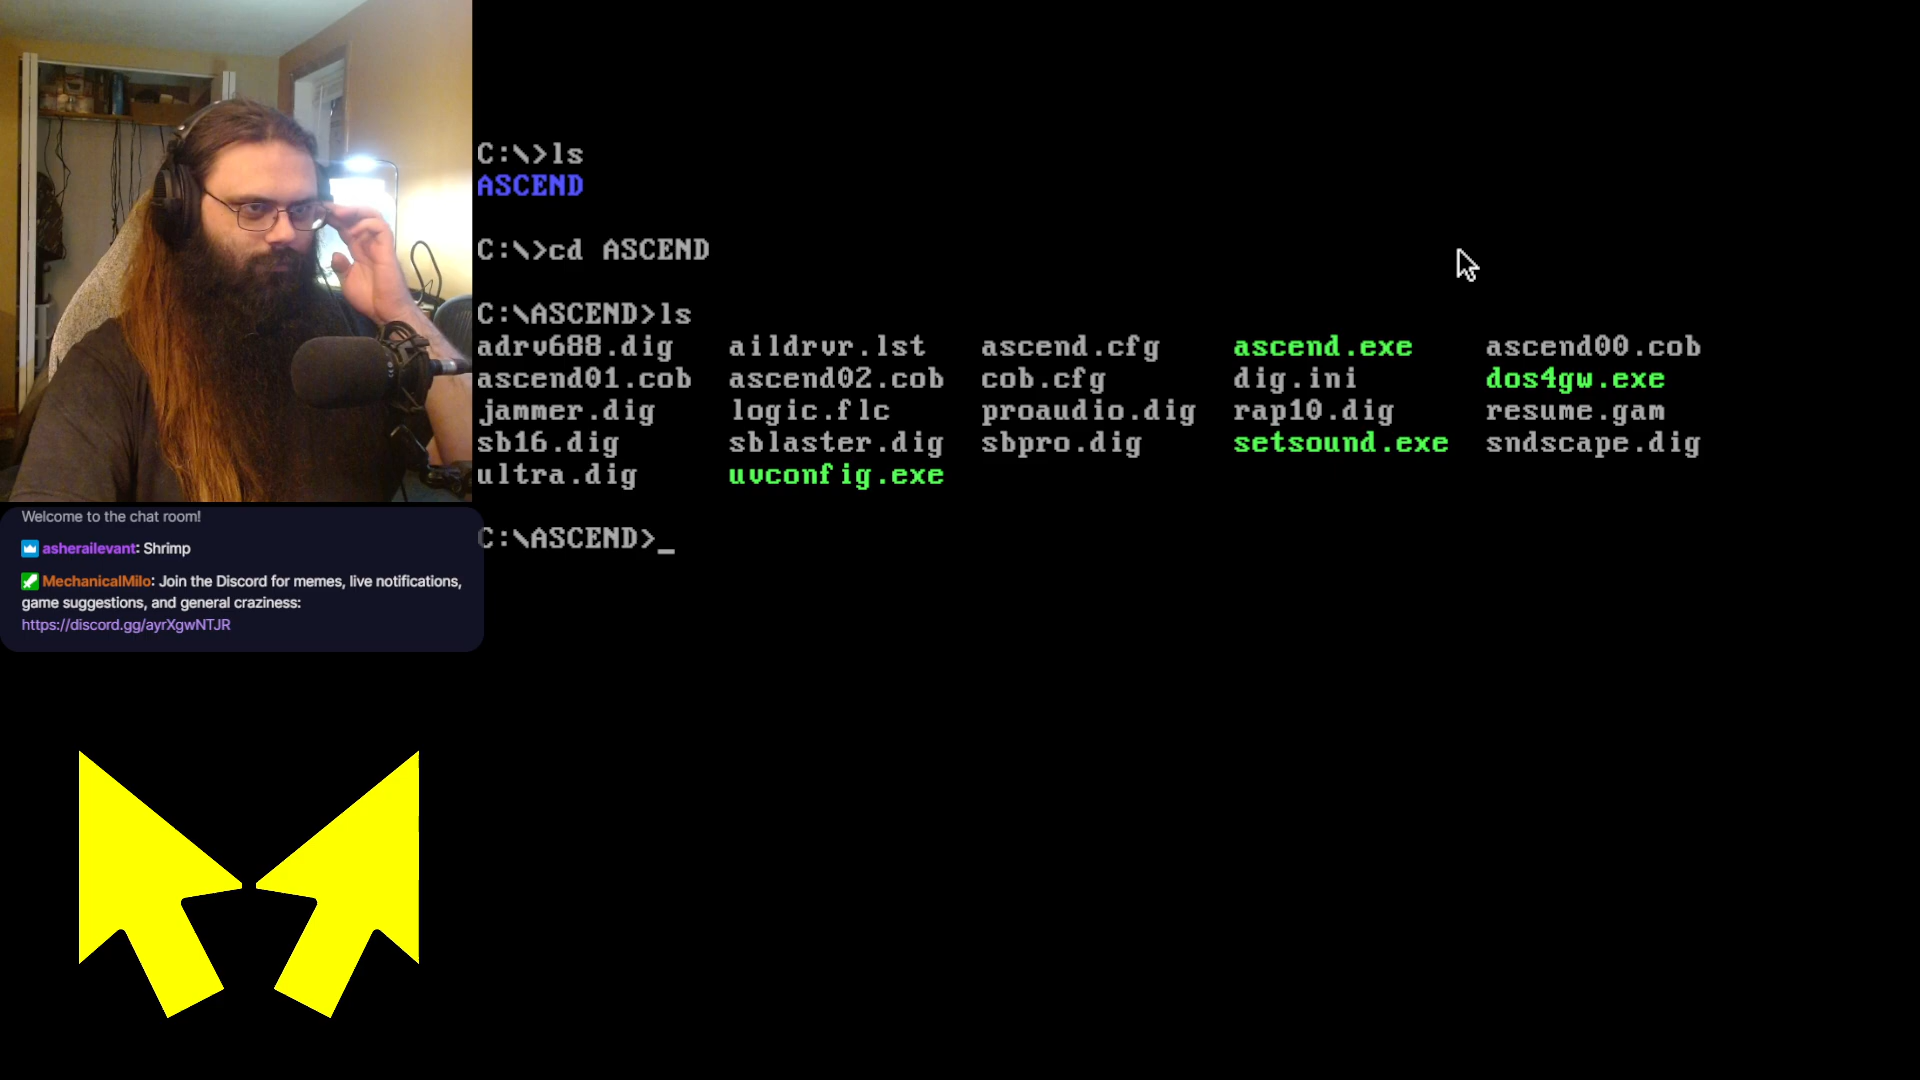 C:\>ls
ASCEND
C:\>cd ASCEND
C:\ASCEND>ls
adrv688.dig aildrvr.lst ascend.cfg ascend.exe ascend00.cob
ascend01.cob ascend02.cob cob.cfg dig.ini dos4gw.exe
jammer.dig logic.flc proaudio.dig rap10.dig resume.gam
sb16.dig sblaster.dig sbpro.dig setsound.exe sndscape.dig
ultra.dig uvconfig.exe
C:\ASCEND>_
Welcome to the chat room!
asherailevant: Shrimp
MechanicalMilo: Join the Discord for memes, live notifications,
game suggestions, and general craziness:
https://discord.gg/ayrXgwNTJR